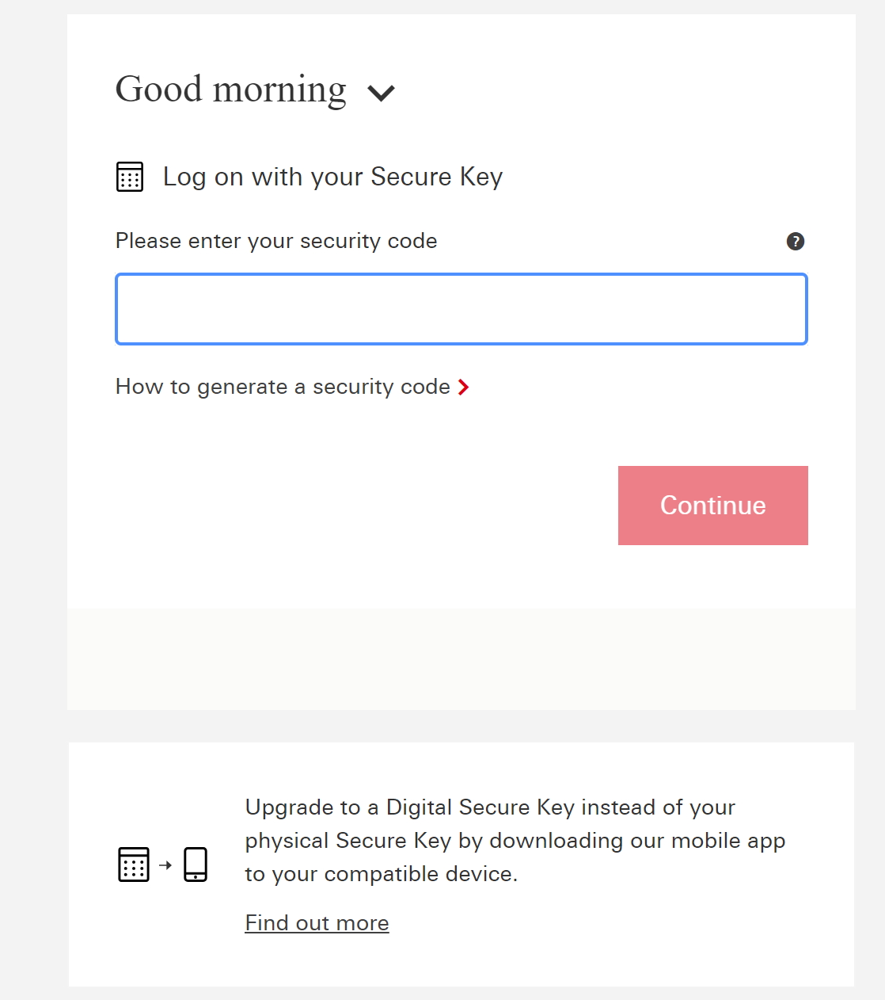 Good morning
Log on with your Secure Key
Please enter your security code
?
How to generate a security code
Continue
Upgrade to a Digital Secure Key instead of your
physical Secure Key by downloading our mobile app
to your compatible device.
Find out more